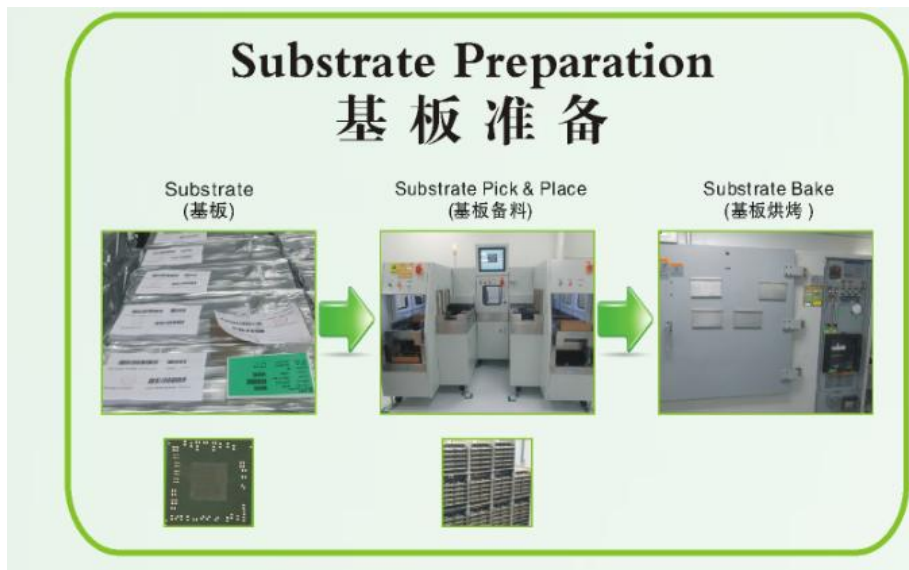 Substrate Preparation
基板准备
Substrate
(基板)
Substrate Pick & Place
(基板备料)
Substrate Bake
(基板烘烤 )